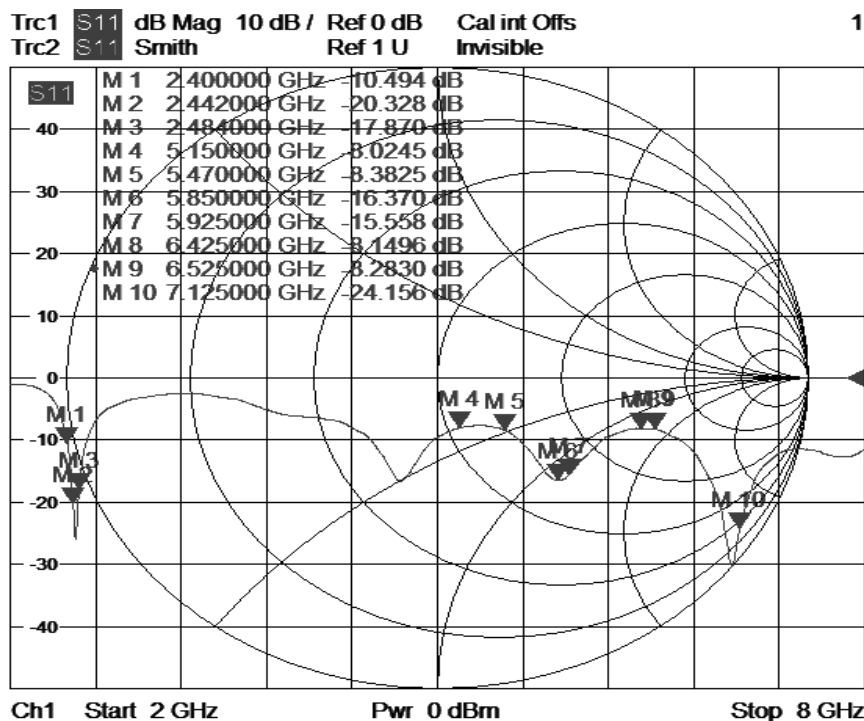 Trc1 S11 dB Mag 10 dB / Ref 0 dB Cal int Offs 1
Trc2 S11 Smith Ref 1 U Invisible
S11
M 1 2.400000 GHz -10.494 dB
M 2 2.442000 GHz -20.328 dB
M 3 2.484000 GHz -17.870 dB
M 4 5.150000 GHz -8.0245 dB
M 5 5.470000 GHz -8.3825 dB
M 6 5.850000 GHz -16.370 dB
M 7 5.925000 GHz -15.558 dB
M 8 6.425000 GHz -8.1496 dB
M 9 6.525000 GHz -8.2830 dB
M 10 7.125000 GHz -24.156 dB
40
30
20
10
0
-10
-20
-30
-40
M 1
M 3
M 2
M 4
M 5
M 7
M 6
M 8
M 9
M 10
Ch1 Start 2 GHz Pwr 0 dBm Stop 8 GHz